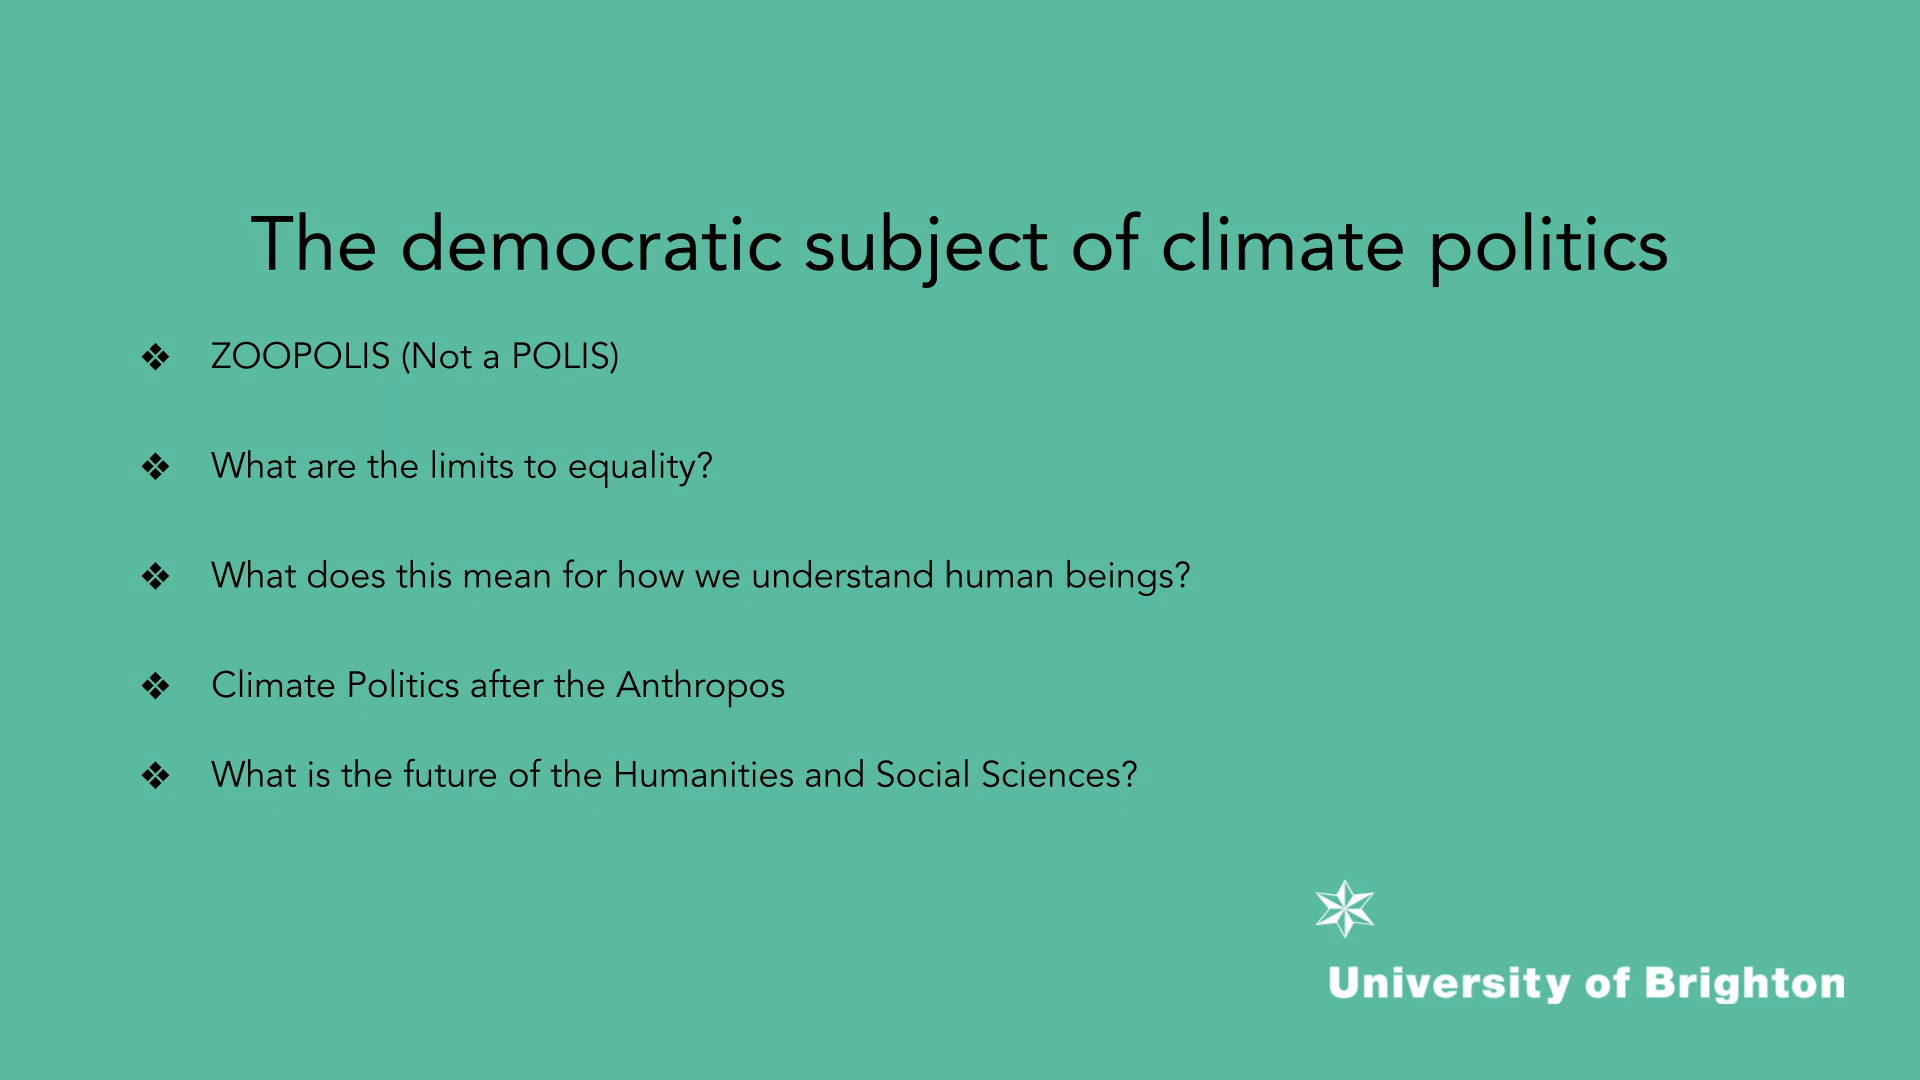 The democratic subject of climate politics
❖ ZOOPOLIS (Not a POLIS)
❖ What are the limits to equality?
❖ What does this mean for how we understand human beings?
❖ Climate Politics after the Anthropos
❖ What is the future of the Humanities and Social Sciences?
University of Brighton